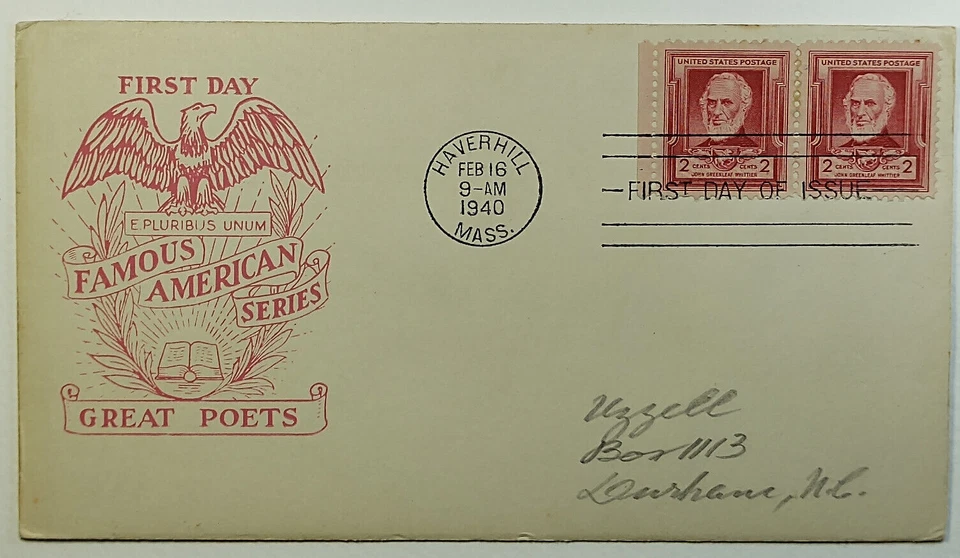 FIRST DAY
E PLURIBUS UNUM
FAMOUS
AMERICAN
SERIES
GREAT POETS
HAVERHILL
FEB 16
9-AM
1940
MASS.
UNITED STATES POSTAGE
2 CENTS CENTS 2
JOHN GREENLEAF WHITTIER
UNITED STATES POSTAGE
2 CENTS CENTS 2
JOHN GREENLEAF WHITTIER
FIRST DAY OF ISSUE
Uzzell
Box 1113
Durham, N.C.